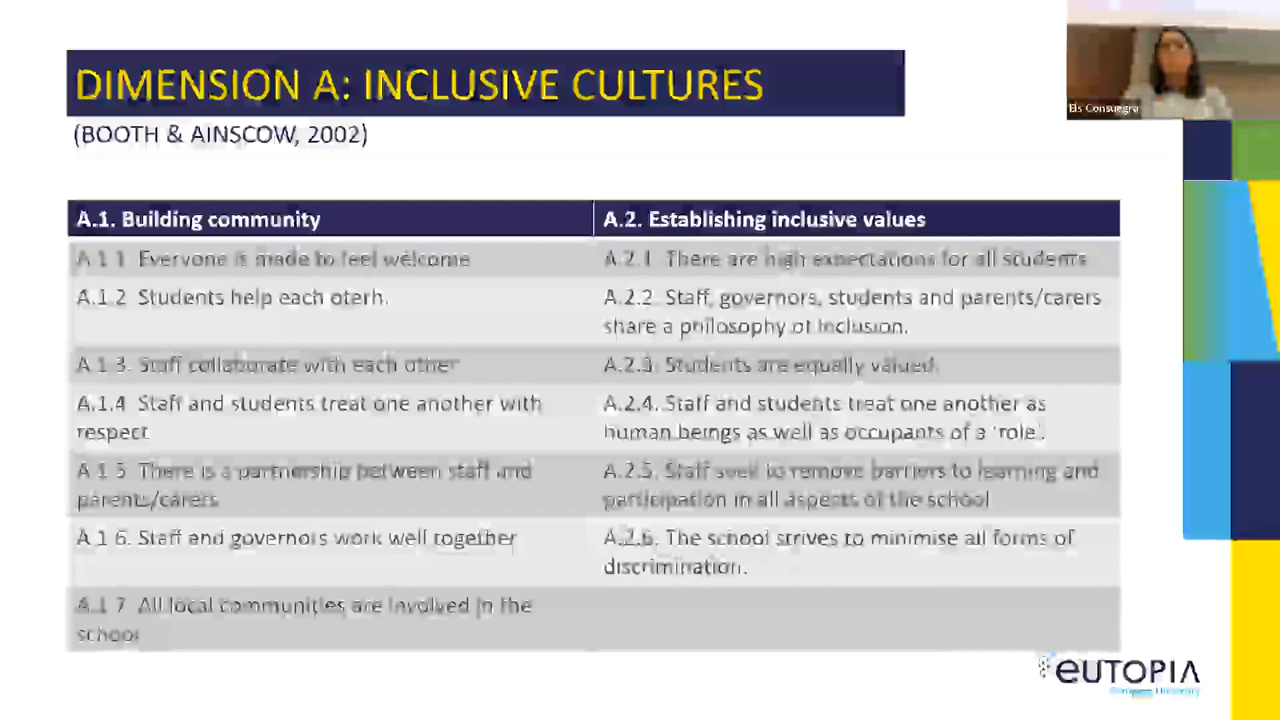 DIMENSION A: INCLUSIVE CULTURES
(BOOTH & AINSCOW, 2002)
Els Consuegra
A.1. Building community
A.2. Establishing inclusive values
A.1.1 Everyone is made to feel welcome
A.2.1. There are high expectations for all students
A.1.2 Students help each oterh.
A.2.2. Staff, governors, students and parents/carers
share a philosophy of inclusion.
A.1.3. Staff collaborate with each other
A.2.3. Students are equally valued.
A.1.4 Staff and students treat one another with
respect
A.2.4. Staff and students treat one another as
human beings as well as occupants of a 'role'.
A.1.5 There is a partnership between staff and
parents/carers
A.2.5. Staff seek to remove barriers to learning and
participation in all aspects of the school
A.1.6. Staff and governors work well together
A.2.6. The school strives to minimise all forms of
discrimination.
A.1.7 All local communities are involved in the
school
EUTOPIA
European University